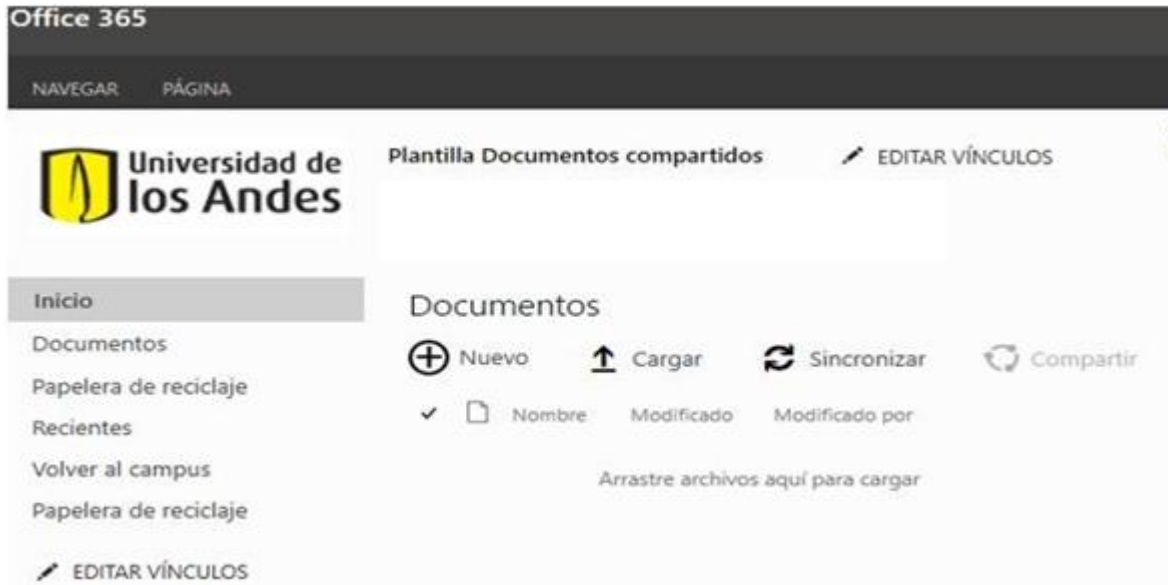 Office 365
NAVEGAR PÁGINA
Universidad de
los Andes
Plantilla Documentos compartidos EDITAR VÍNCULOS
Inicio
Documentos
Papelera de reciclaje
Recientes
Volver al campus
Papelera de reciclaje
EDITAR VÍNCULOS
Documentos
Nuevo Cargar Sincronizar Compartir
Nombre Modificado Modificado por
Arrastre archivos aquí para cargar